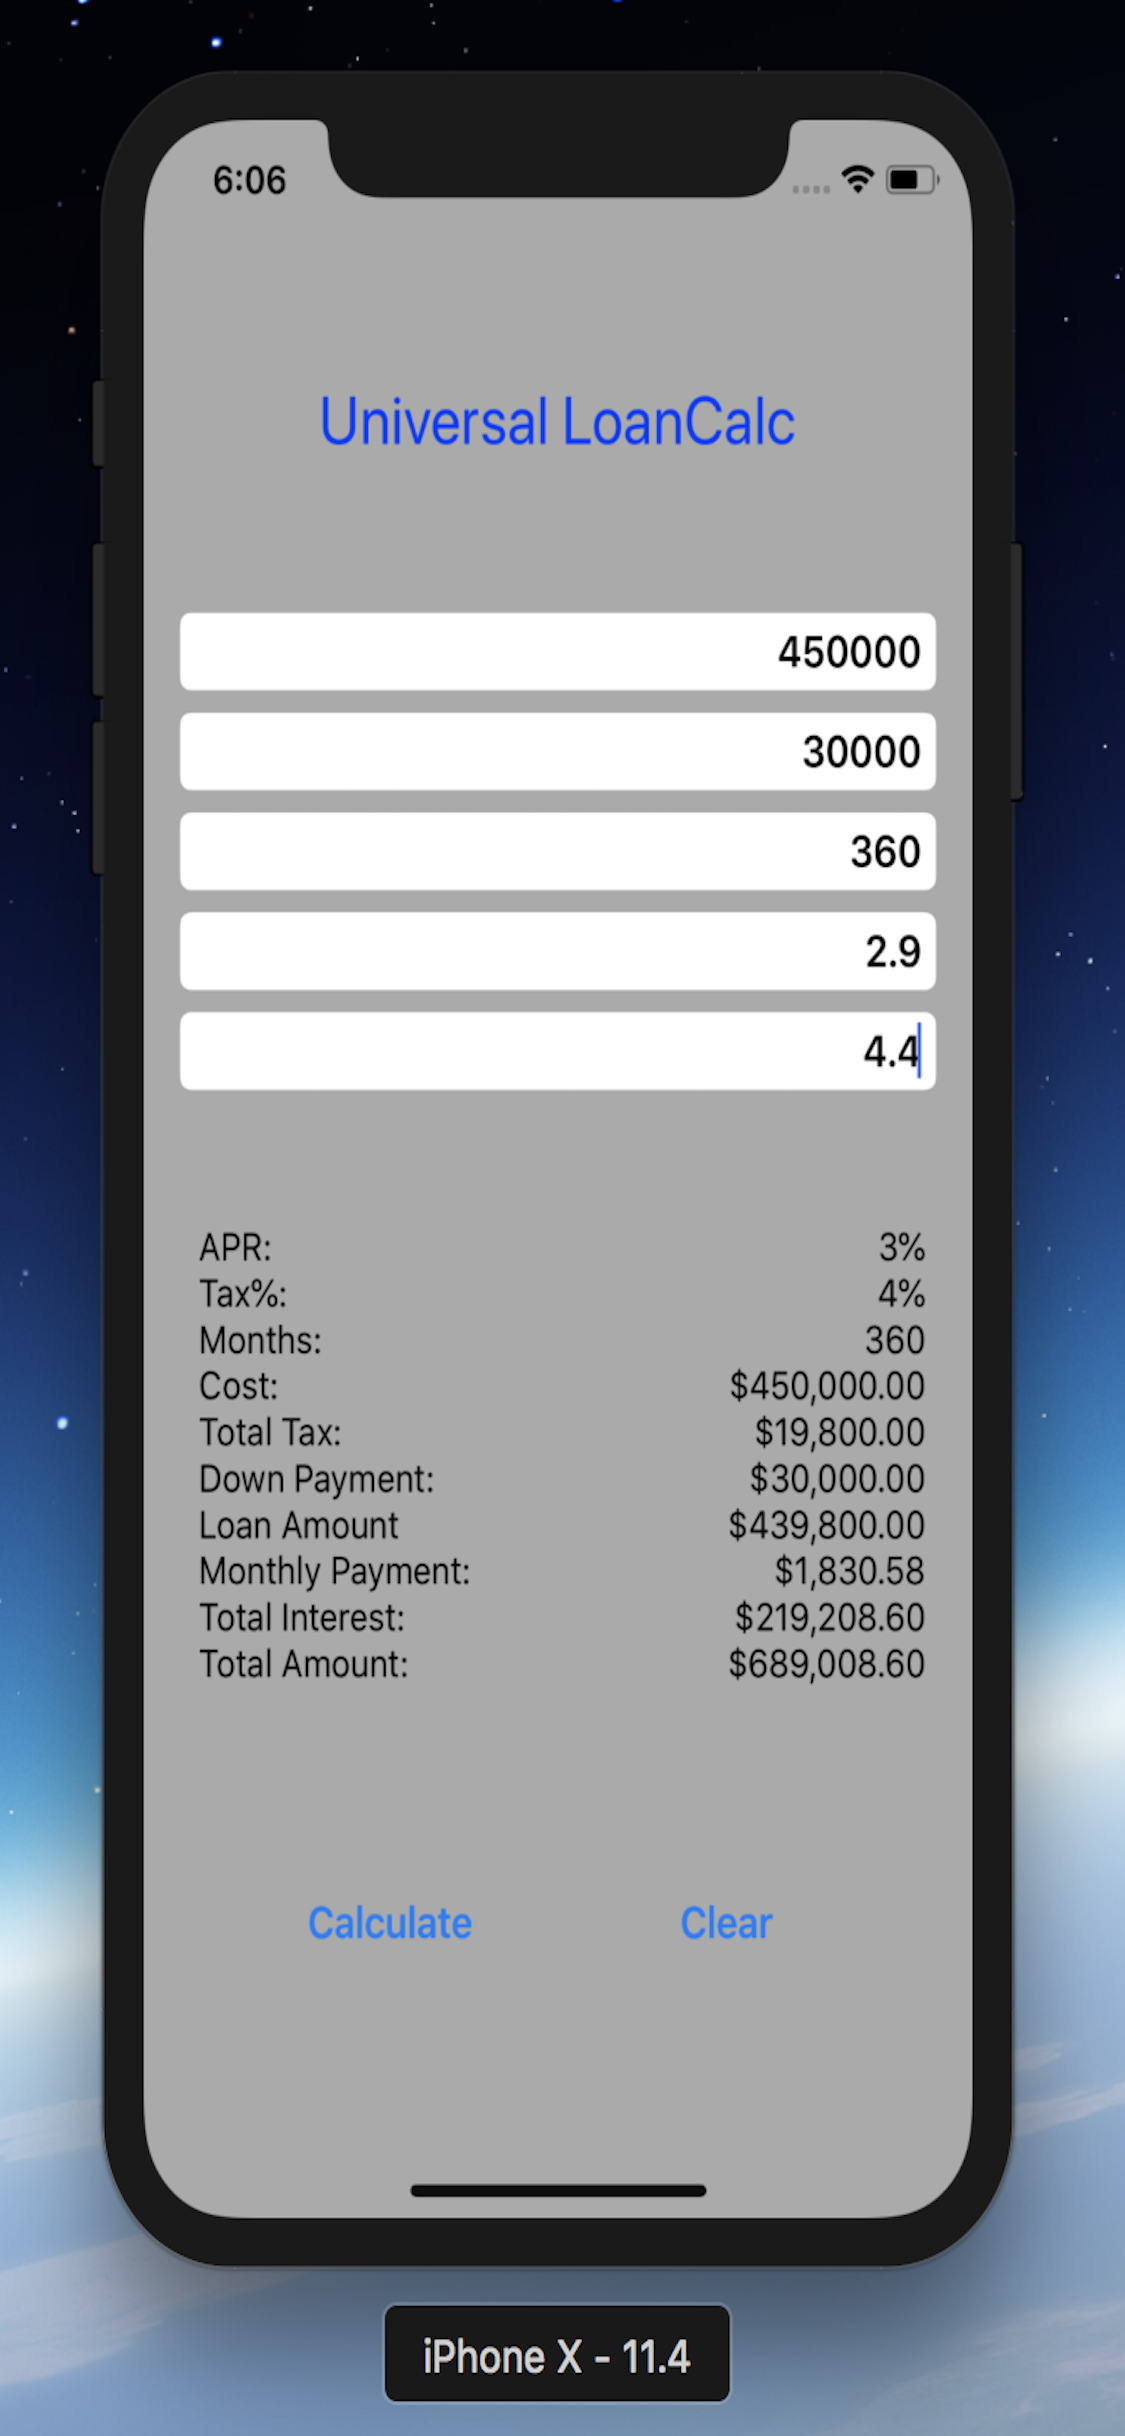 6:06
Universal LoanCalc
450000
30000
360
2.9
4.4
APR: 3%
Tax%: 4%
Months: 360
Cost: $450,000.00
Total Tax: $19,800.00
Down Payment: $30,000.00
Loan Amount $439,800.00
Monthly Payment: $1,830.58
Total Interest: $219,208.60
Total Amount: $689,008.60
Calculate Clear
iPhone X - 11.4